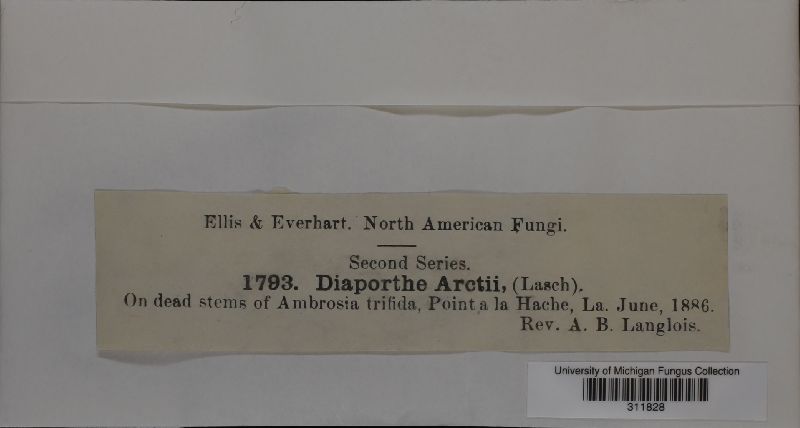 Ellis & Everhart. North American Fungi.
Second Series.
1793. Diaporthe Arctii, (Lasch).
On dead stems of Ambrosia trifida, Point a la Hache, La. June, 1886.
Rev. A. B. Langlois.
University of Michigan Fungus Collection
311828